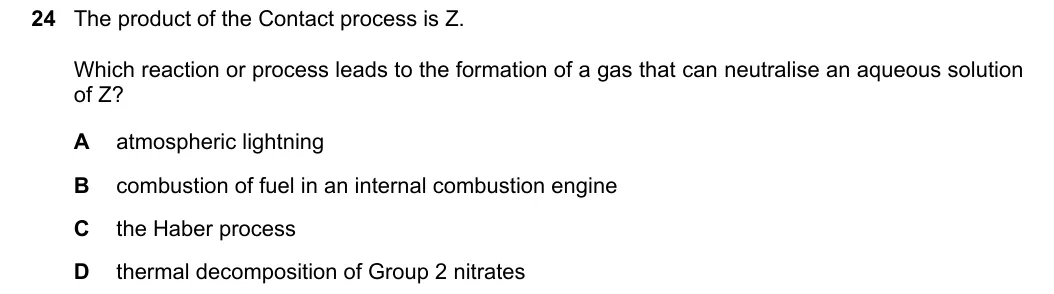 24 The product of the Contact process is Z.
Which reaction or process leads to the formation of a gas that can neutralise an aqueous solution
of Z?
A atmospheric lightning
B combustion of fuel in an internal combustion engine
C the Haber process
D thermal decomposition of Group 2 nitrates